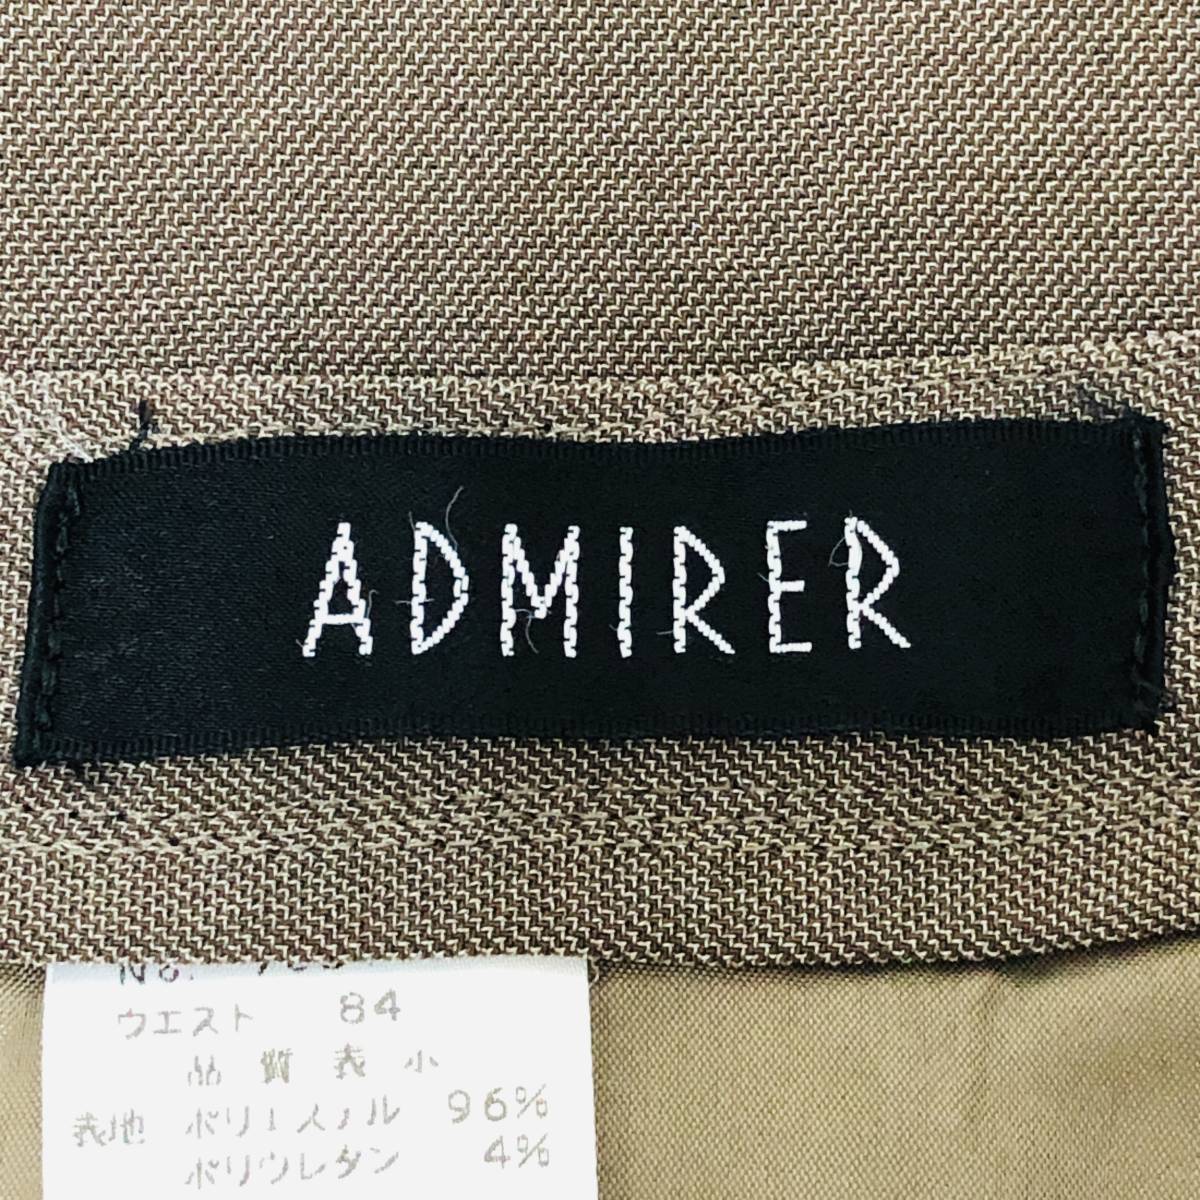 ADMIRER
No.
ウエスト 84
品質表示
表地 ポリエステル 96%
ポリウレタン 4%